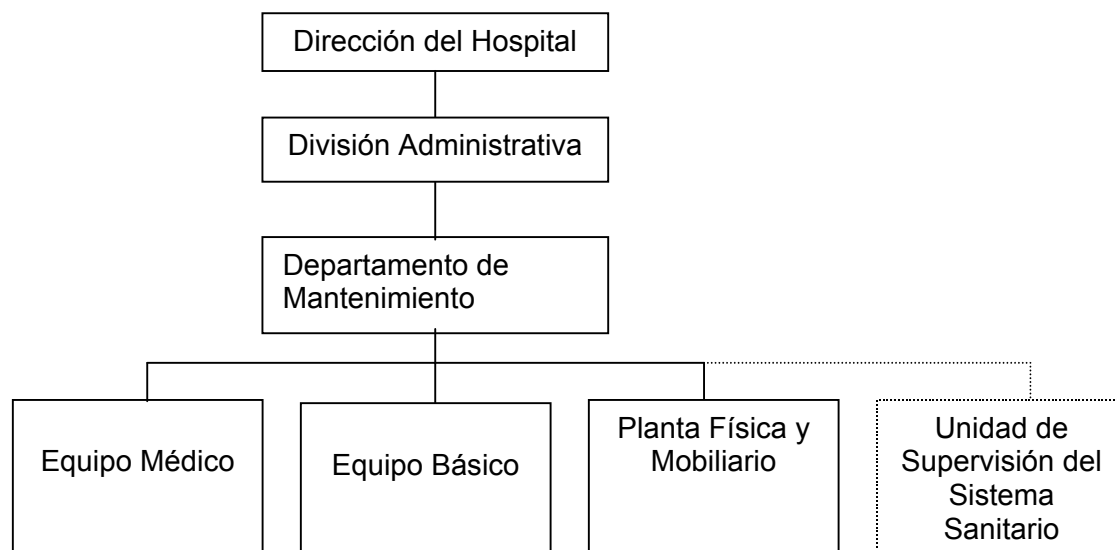 Dirección del Hospital
División Administrativa
Departamento de
Mantenimiento
Equipo Médico
Equipo Básico
Planta Física y
Mobiliario
Unidad de
Supervisión del
Sistema
Sanitario